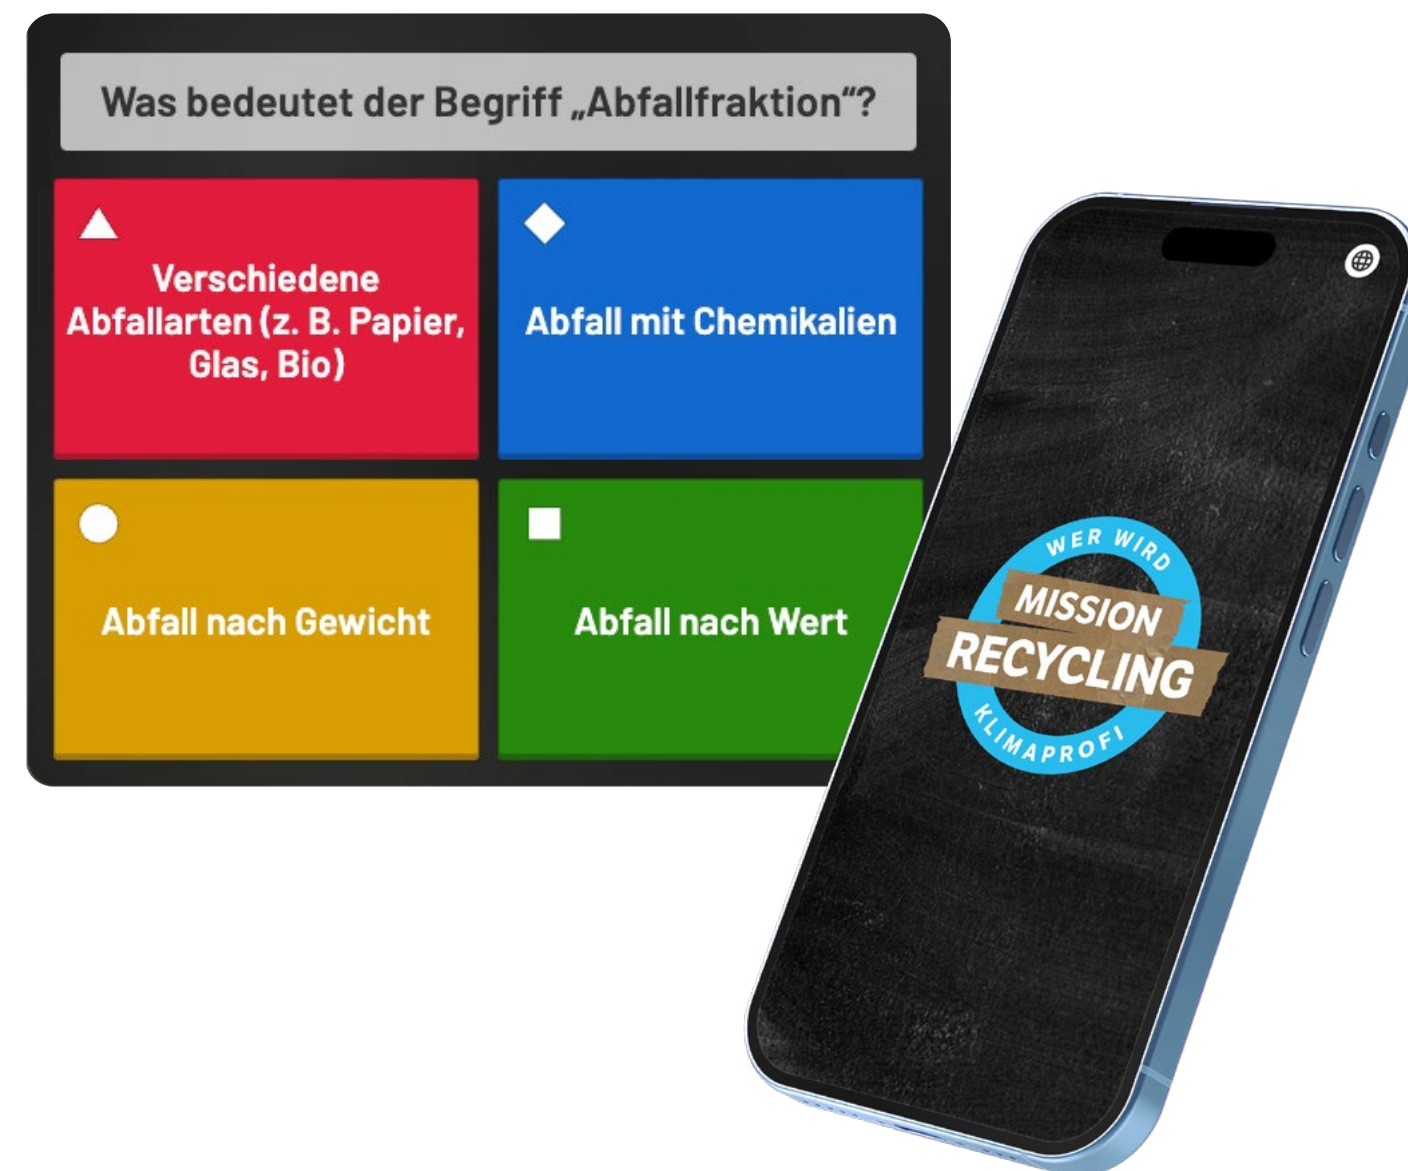 Was bedeutet der Begriff „Abfallfraktion“?
Verschiedene
Abfallarten (z. B. Papier,
Glas, Bio)
Abfall mit Chemikalien
Abfall nach Gewicht
Abfall nach Wert
WER WIRD
MISSION
RECYCLING
KLIMAPROFI